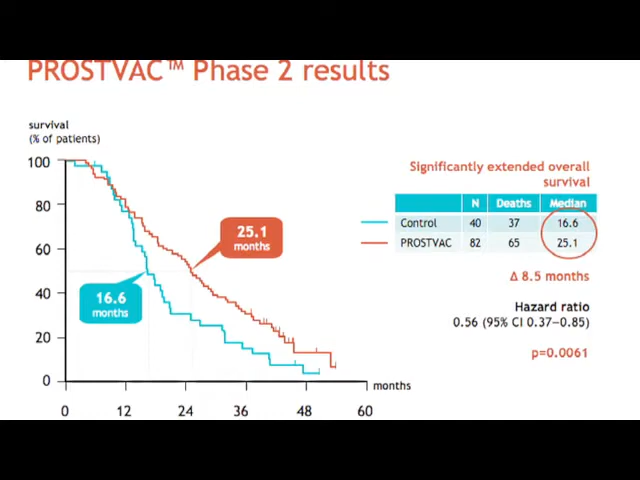 PROSTVAC™ Phase 2 results
survival
(% of patients)
100
80
60
40
20
0
25.1
months
16.6
months
0 12 24 36 48 60
months
Significantly extended overall
survival
N Deaths Median
Control 40 37 16.6
PROSTVAC 82 65 25.1
Δ 8.5 months
Hazard ratio
0.56 (95% CI 0.37–0.85)
p=0.0061